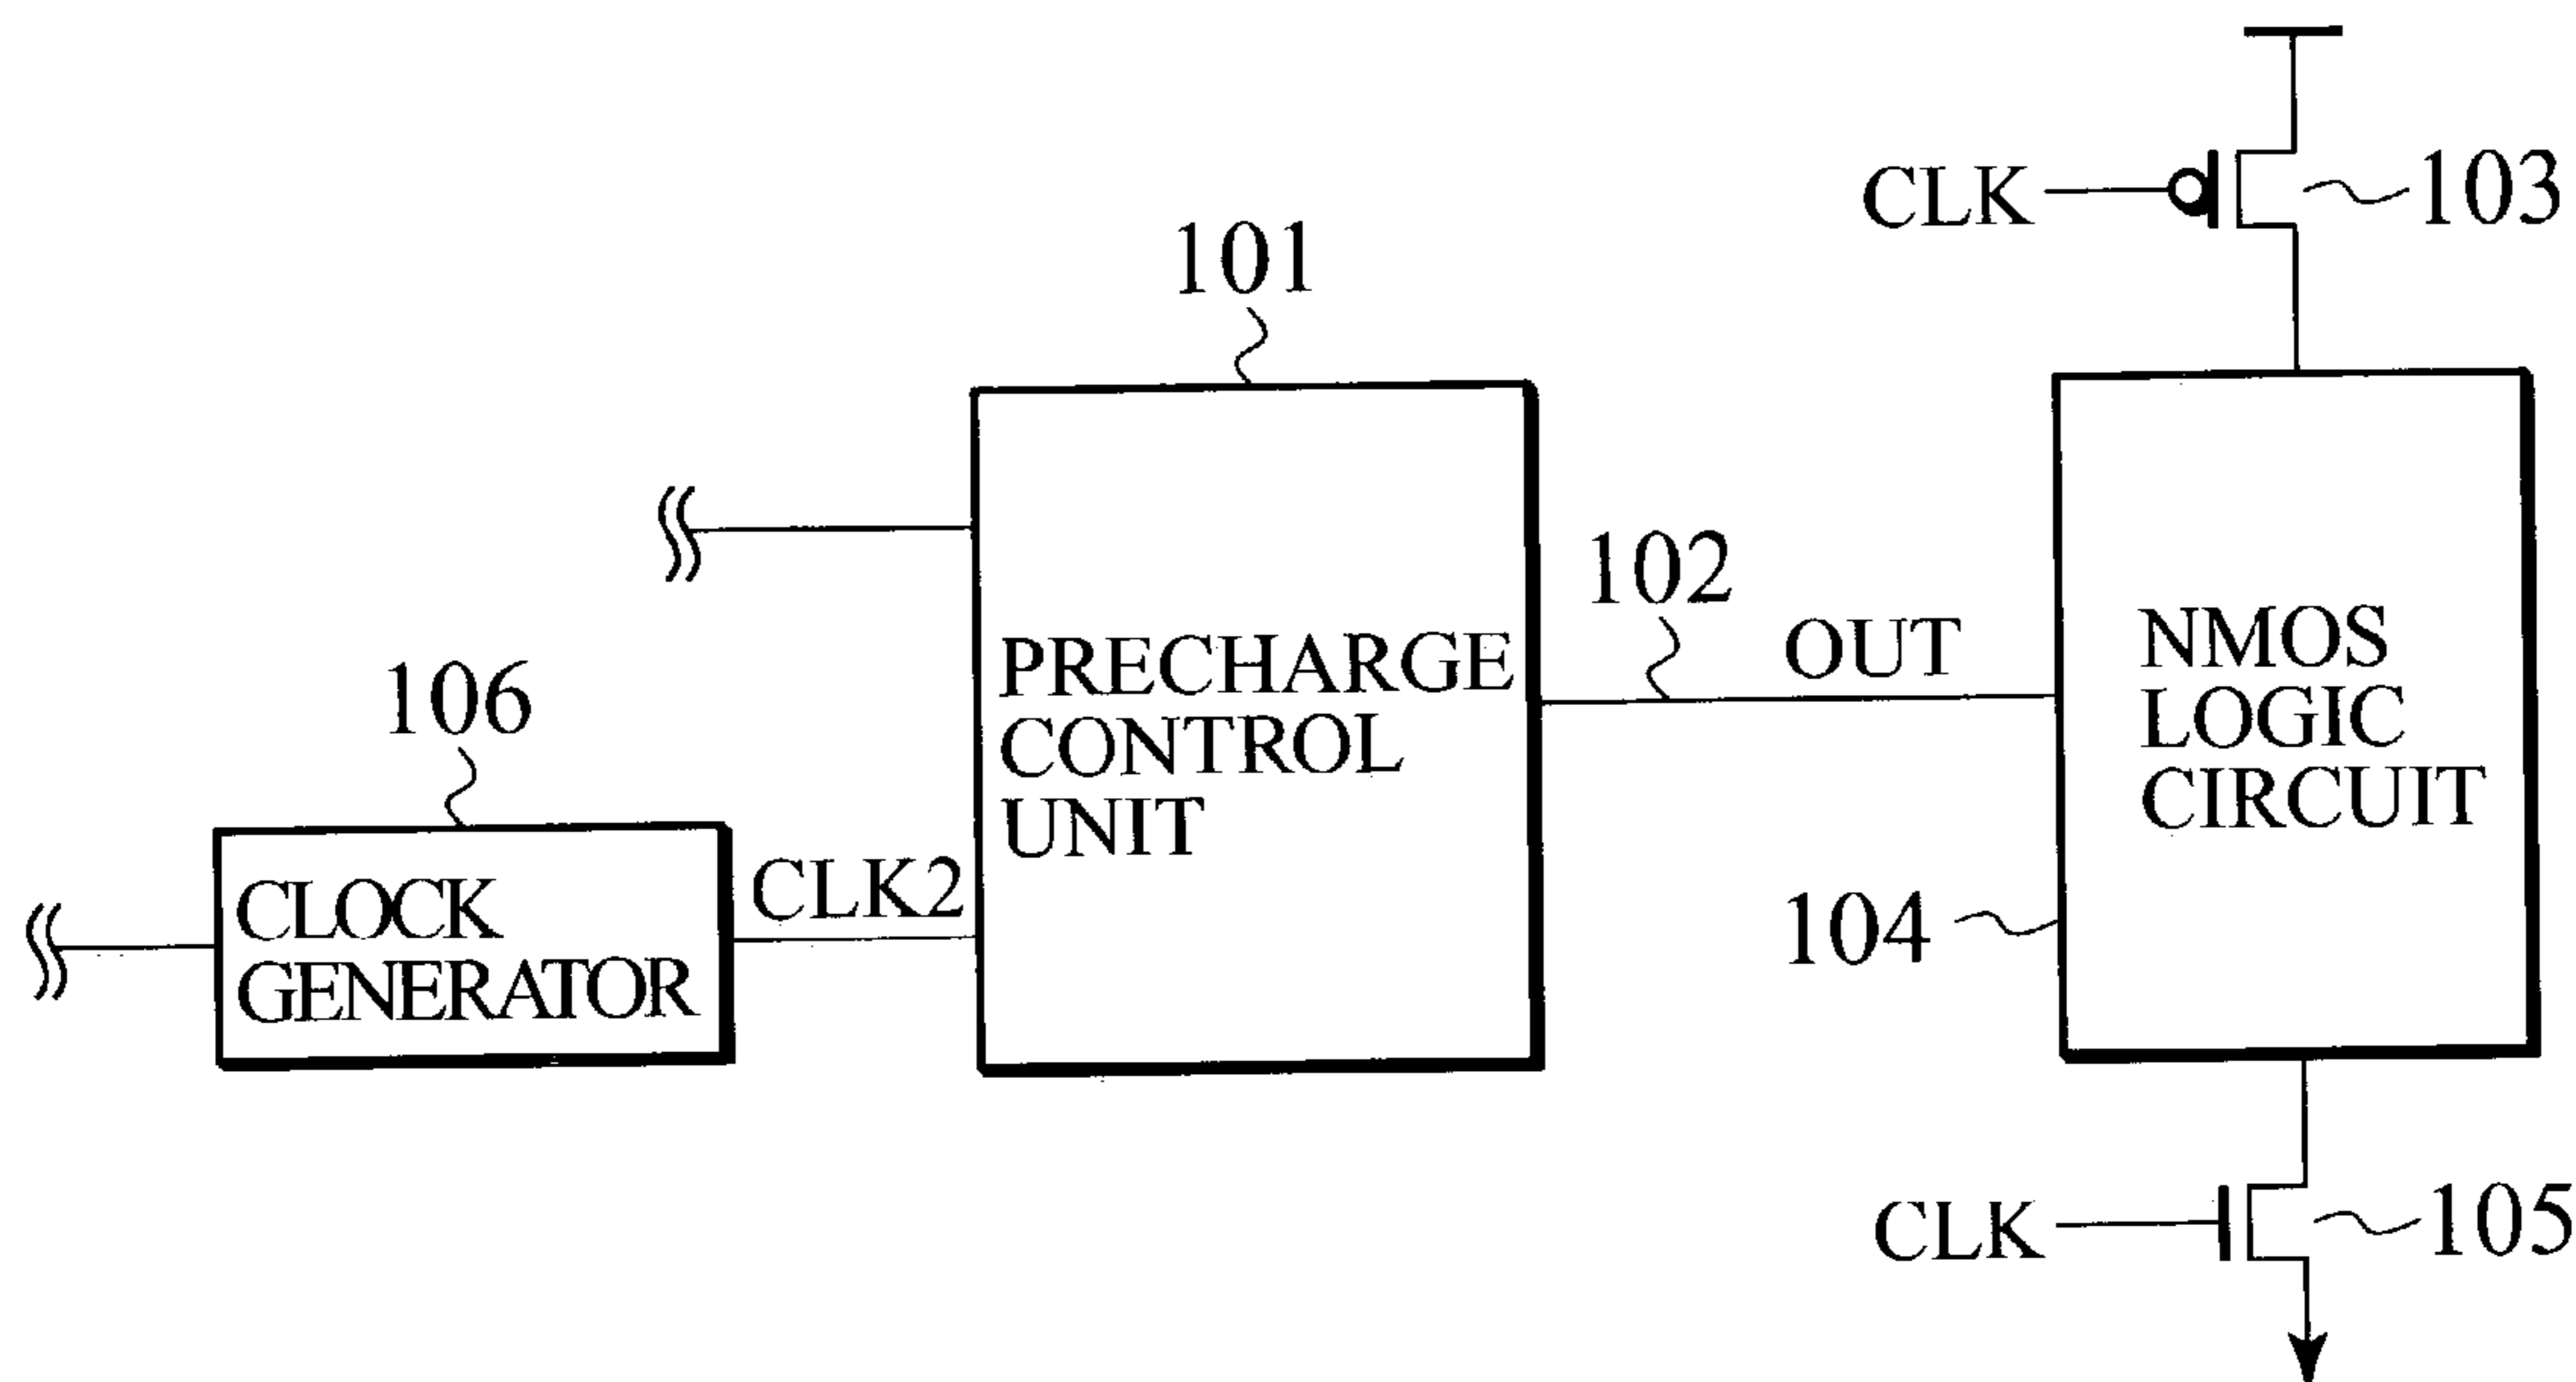 CLK
103
101
102
OUT
NMOS
LOGIC
CIRCUIT
PRECHARGE
CONTROL
UNIT
106
CLK2
CLOCK
GENERATOR
104
CLK
105